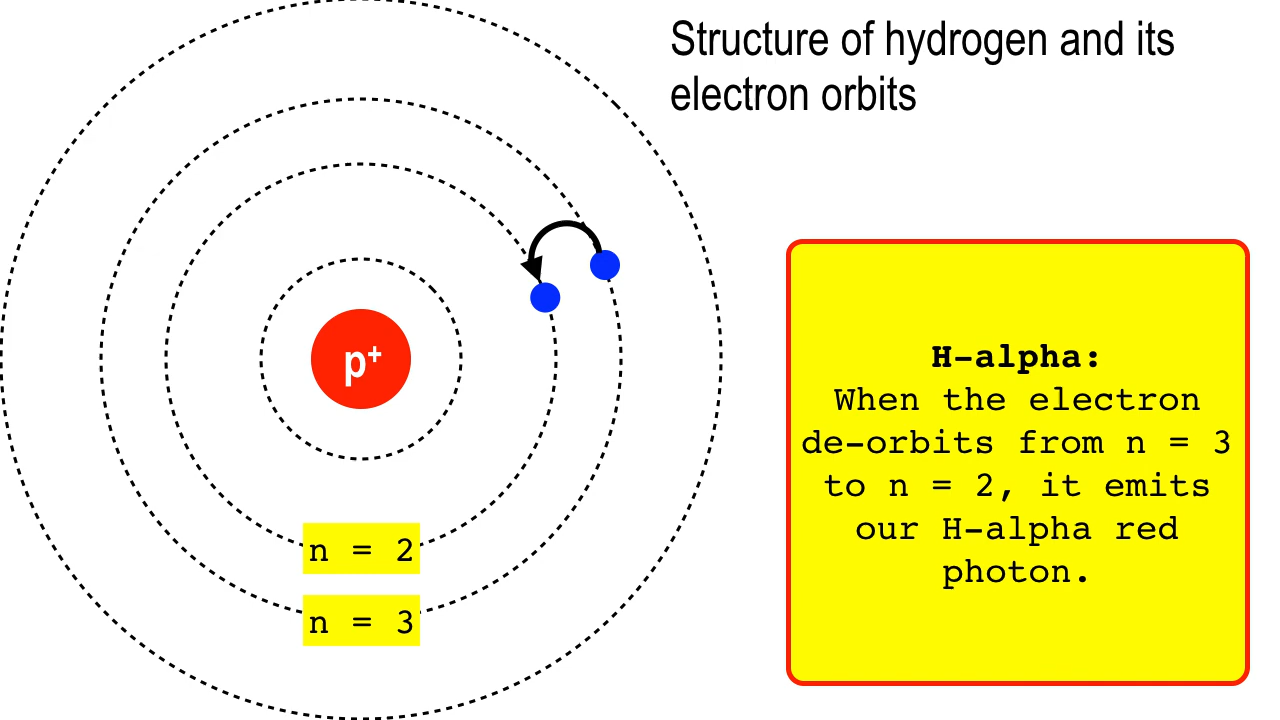 Structure of hydrogen and its
electron orbits
p⁺
n = 2
n = 3
H-alpha:
When the electron
de-orbits from n = 3
to n = 2, it emits
our H-alpha red
photon.